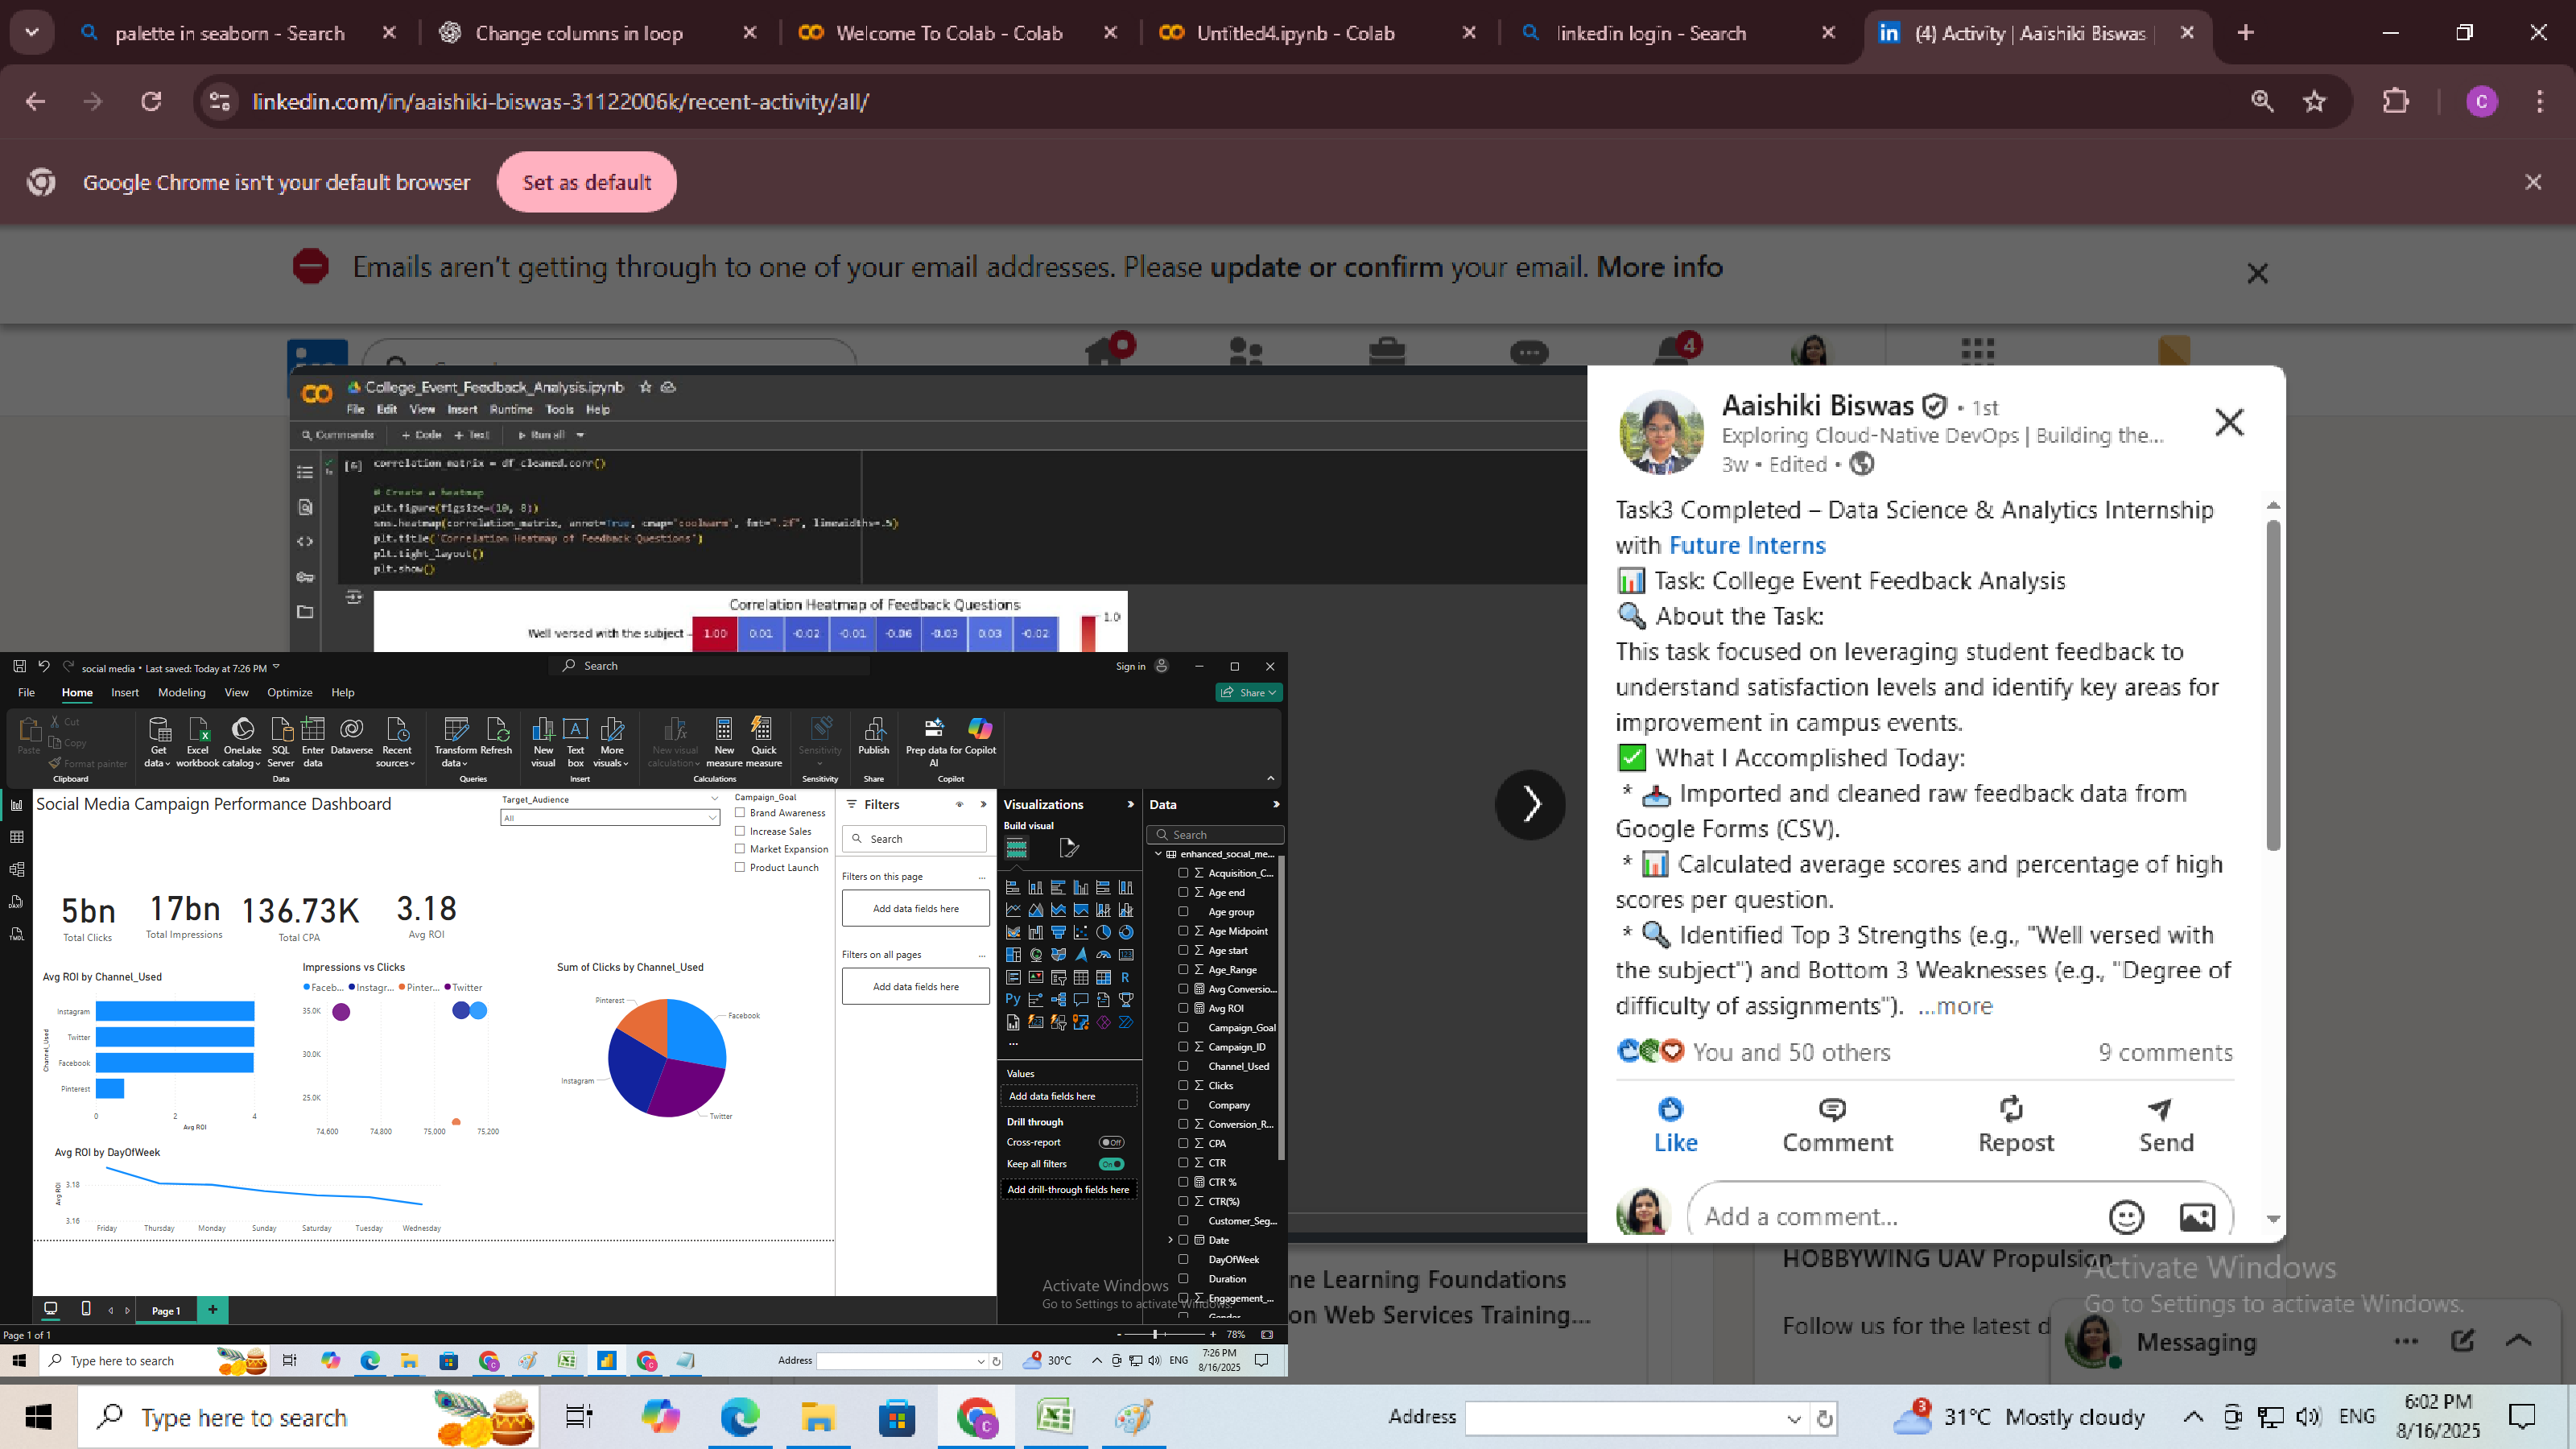 palette in seaborn - Search
Change columns in loop
Welcome To Colab - Colab
Untitled4.ipynb - Colab
linkedin login - Search
(4) Activity | Aaishiki Biswas |
linkedin.com/in/aaishiki-biswas-31122006k/recent-activity/all/
C
Google Chrome isn't your default browser
Set as default
Emails aren't getting through to one of your email addresses. Please update or confirm your email. More info
4
College_Event_Feedback_Analysis.ipynb
File Edit View Insert Runtime Tools Help
Commands + Code + Text Run all
correlation_matrix = df_cleaned.corr()
# Create a heatmap
plt.figure(figsize=(10, 8))
sns.heatmap(correlation_matrix, annot=True, cmap="coolwarm", fmt=".2f", linewidths=.5)
plt.title('Correlation Heatmap of Feedback Questions')
plt.tight_layout()
plt.show()
Correlation Heatmap of Feedback Questions
Well versed with the subject - 1.00 0.01 -0.02 -0.01 -0.06 -0.03 0.03 -0.02
1.0
Aaishiki Biswas • 1st
Exploring Cloud-Native DevOps | Building the...
3w • Edited •
Task3 Completed – Data Science & Analytics Internship
with Future Interns
📊 Task: College Event Feedback Analysis
🔍 About the Task:
This task focused on leveraging student feedback to
understand satisfaction levels and identify key areas for
improvement in campus events.
✅ What I Accomplished Today:
* 📥 Imported and cleaned raw feedback data from
Google Forms (CSV).
* 📊 Calculated average scores and percentage of high
scores per question.
* 🔍 Identified Top 3 Strengths (e.g., "Well versed with
the subject") and Bottom 3 Weaknesses (e.g., "Degree of
difficulty of assignments"). ...more
You and 50 others
9 comments
Like
Comment
Repost
Send
Add a comment...
social media • Last saved: Today at 7:26 PM
Search
Sign in
File Home Insert Modeling View Optimize Help
Share
Paste
Cut
Copy
Format painter
Clipboard
Get data
Excel workbook
OneLake catalog
SQL Server
Enter data
Dataverse
Recent sources
Data
Transform data
Refresh
Queries
New visual
Text box
More visuals
Insert
New visual calculation
New measure
Quick measure
Calculations
Sensitivity
Sensitivity
Publish
Share
Prep data for AI
Copilot
Copilot
Social Media Campaign Performance Dashboard
Target_Audience
All
Campaign_Goal
Brand Awareness
Increase Sales
Market Expansion
Product Launch
5bn
Total Clicks
17bn
Total Impressions
136.73K
Total CPA
3.18
Avg ROI
Avg ROI by Channel_Used
Channel_Used
Instagram
Twitter
Facebook
Pinterest
0 2 4
Avg ROI
Impressions vs Clicks
Faceb... Instagr... Pinter... Twitter
35.0K
30.0K
25.0K
74,600 74,800 75,000 75,200
Sum of Clicks by Channel_Used
Pinterest
Facebook
Instagram
Twitter
Avg ROI by DayOfWeek
Avg ROI
3.18
3.16
Friday Thursday Monday Sunday Saturday Tuesday Wednesday
Filters
Search
Filters on this page
Add data fields here
Filters on all pages
Add data fields here
Visualizations
Build visual
R
Py
Values
Add data fields here
Drill through
Cross-report
Off
Keep all filters
On
Add drill-through fields here
Data
Search
enhanced_social_me...
Acquisition_C...
Age end
Age group
Age Midpoint
Age start
Age_Range
Avg Conversio...
Avg ROI
Campaign_Goal
Campaign_ID
Channel_Used
Clicks
Company
Conversion_R...
CPA
CTR
CTR %
CTR(%)
Customer_Seg...
Date
DayOfWeek
Duration
Engagement_...
Activate Windows
Go to Settings to activate Windows.
DAX
TMDL
Page 1
Page 1 of 1
78%
Type here to search
Address
30°C
ENG
7:26 PM
8/16/2025
ne Learning Foundations
on Web Services Training...
HOBBYWING UAV Propulsion
Follow us for the latest d
Activate Windows
Go to Settings to activate Windows.
Messaging
Type here to search
Address
3
31°C Mostly cloudy
ENG
6:02 PM
8/16/2025